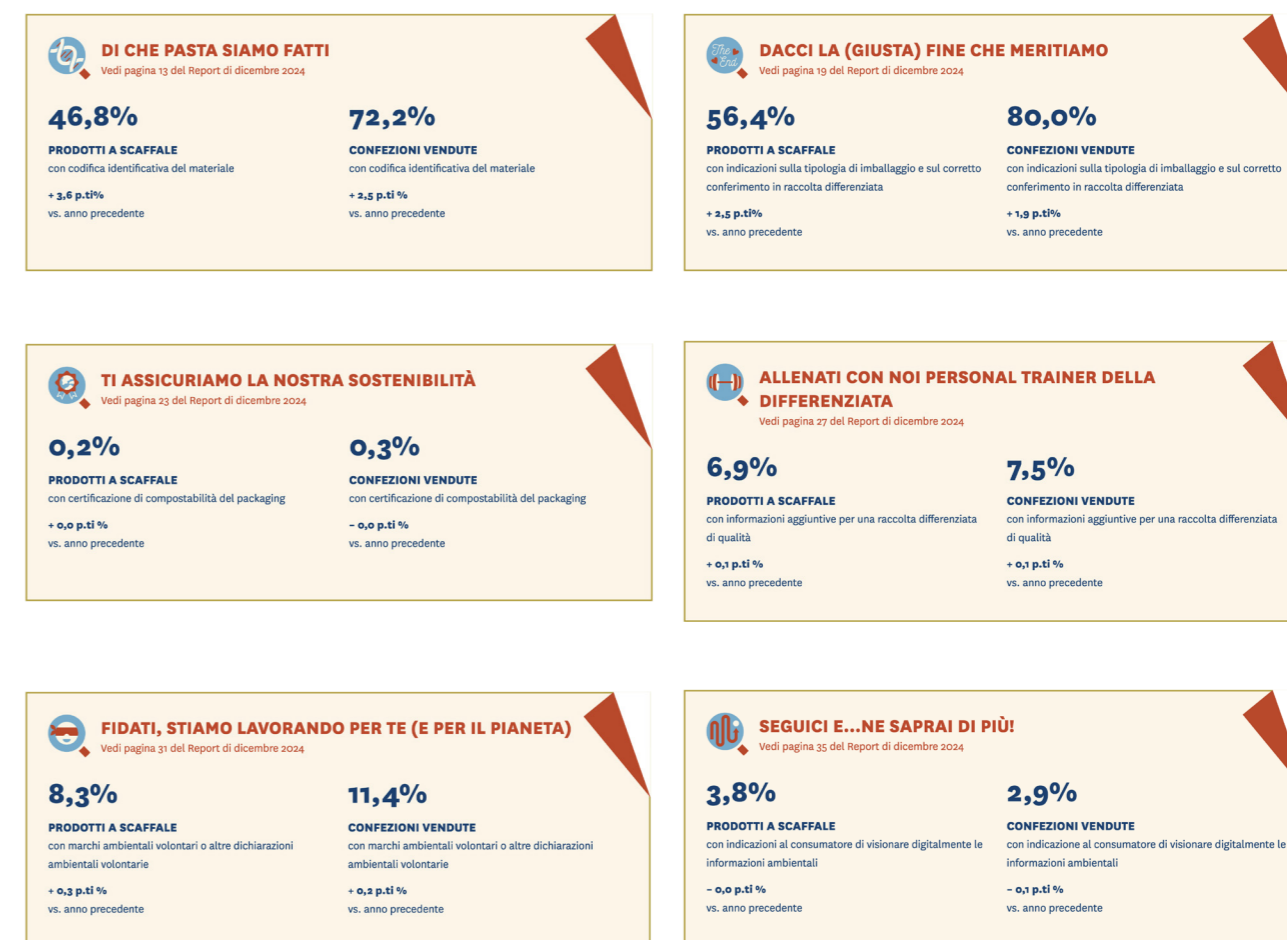 DI CHE PASTA SIAMO FATTI
Vedi pagina 13 del Report di dicembre 2024
46,8%
PRODOTTI A SCAFFALE
con codifica identificativa del materiale
+ 3,6 p.ti%
vs. anno precedente
72,2%
CONFEZIONI VENDUTE
con codifica identificativa del materiale
+ 2,5 p.ti %
vs. anno precedente
The End
DACCI LA (GIUSTA) FINE CHE MERITIAMO
Vedi pagina 19 del Report di dicembre 2024
56,4%
PRODOTTI A SCAFFALE
con indicazioni sulla tipologia di imballaggio e sul corretto
conferimento in raccolta differenziata
+ 2,5 p.ti%
vs. anno precedente
80,0%
CONFEZIONI VENDUTE
con indicazioni sulla tipologia di imballaggio e sul corretto
conferimento in raccolta differenziata
+ 1,9 p.ti%
vs. anno precedente
TI ASSICURIAMO LA NOSTRA SOSTENIBILITÀ
Vedi pagina 23 del Report di dicembre 2024
0,2%
PRODOTTI A SCAFFALE
con certificazione di compostabilità del packaging
+ 0,0 p.ti %
vs. anno precedente
0,3%
CONFEZIONI VENDUTE
con certificazione di compostabilità del packaging
– 0,0 p.ti %
vs. anno precedente
ALLENATI CON NOI PERSONAL TRAINER DELLA
DIFFERENZIATA
Vedi pagina 27 del Report di dicembre 2024
6,9%
PRODOTTI A SCAFFALE
con informazioni aggiuntive per una raccolta differenziata
di qualità
+ 0,1 p.ti %
vs. anno precedente
7,5%
CONFEZIONI VENDUTE
con informazioni aggiuntive per una raccolta differenziata
di qualità
+ 0,1 p.ti %
vs. anno precedente
FIDATI, STIAMO LAVORANDO PER TE (E PER IL PIANETA)
Vedi pagina 31 del Report di dicembre 2024
8,3%
PRODOTTI A SCAFFALE
con marchi ambientali volontari o altre dichiarazioni
ambientali volontarie
+ 0,3 p.ti %
vs. anno precedente
11,4%
CONFEZIONI VENDUTE
con marchi ambientali volontari o altre dichiarazioni
ambientali volontarie
+ 0,2 p.ti %
vs. anno precedente
SEGUICI E...NE SAPRAI DI PIÙ!
Vedi pagina 35 del Report di dicembre 2024
3,8%
PRODOTTI A SCAFFALE
con indicazioni al consumatore di visionare digitalmente le
informazioni ambientali
– 0,0 p.ti %
vs. anno precedente
2,9%
CONFEZIONI VENDUTE
con indicazione al consumatore di visionare digitalmente le
informazioni ambientali
– 0,1 p.ti %
vs. anno precedente